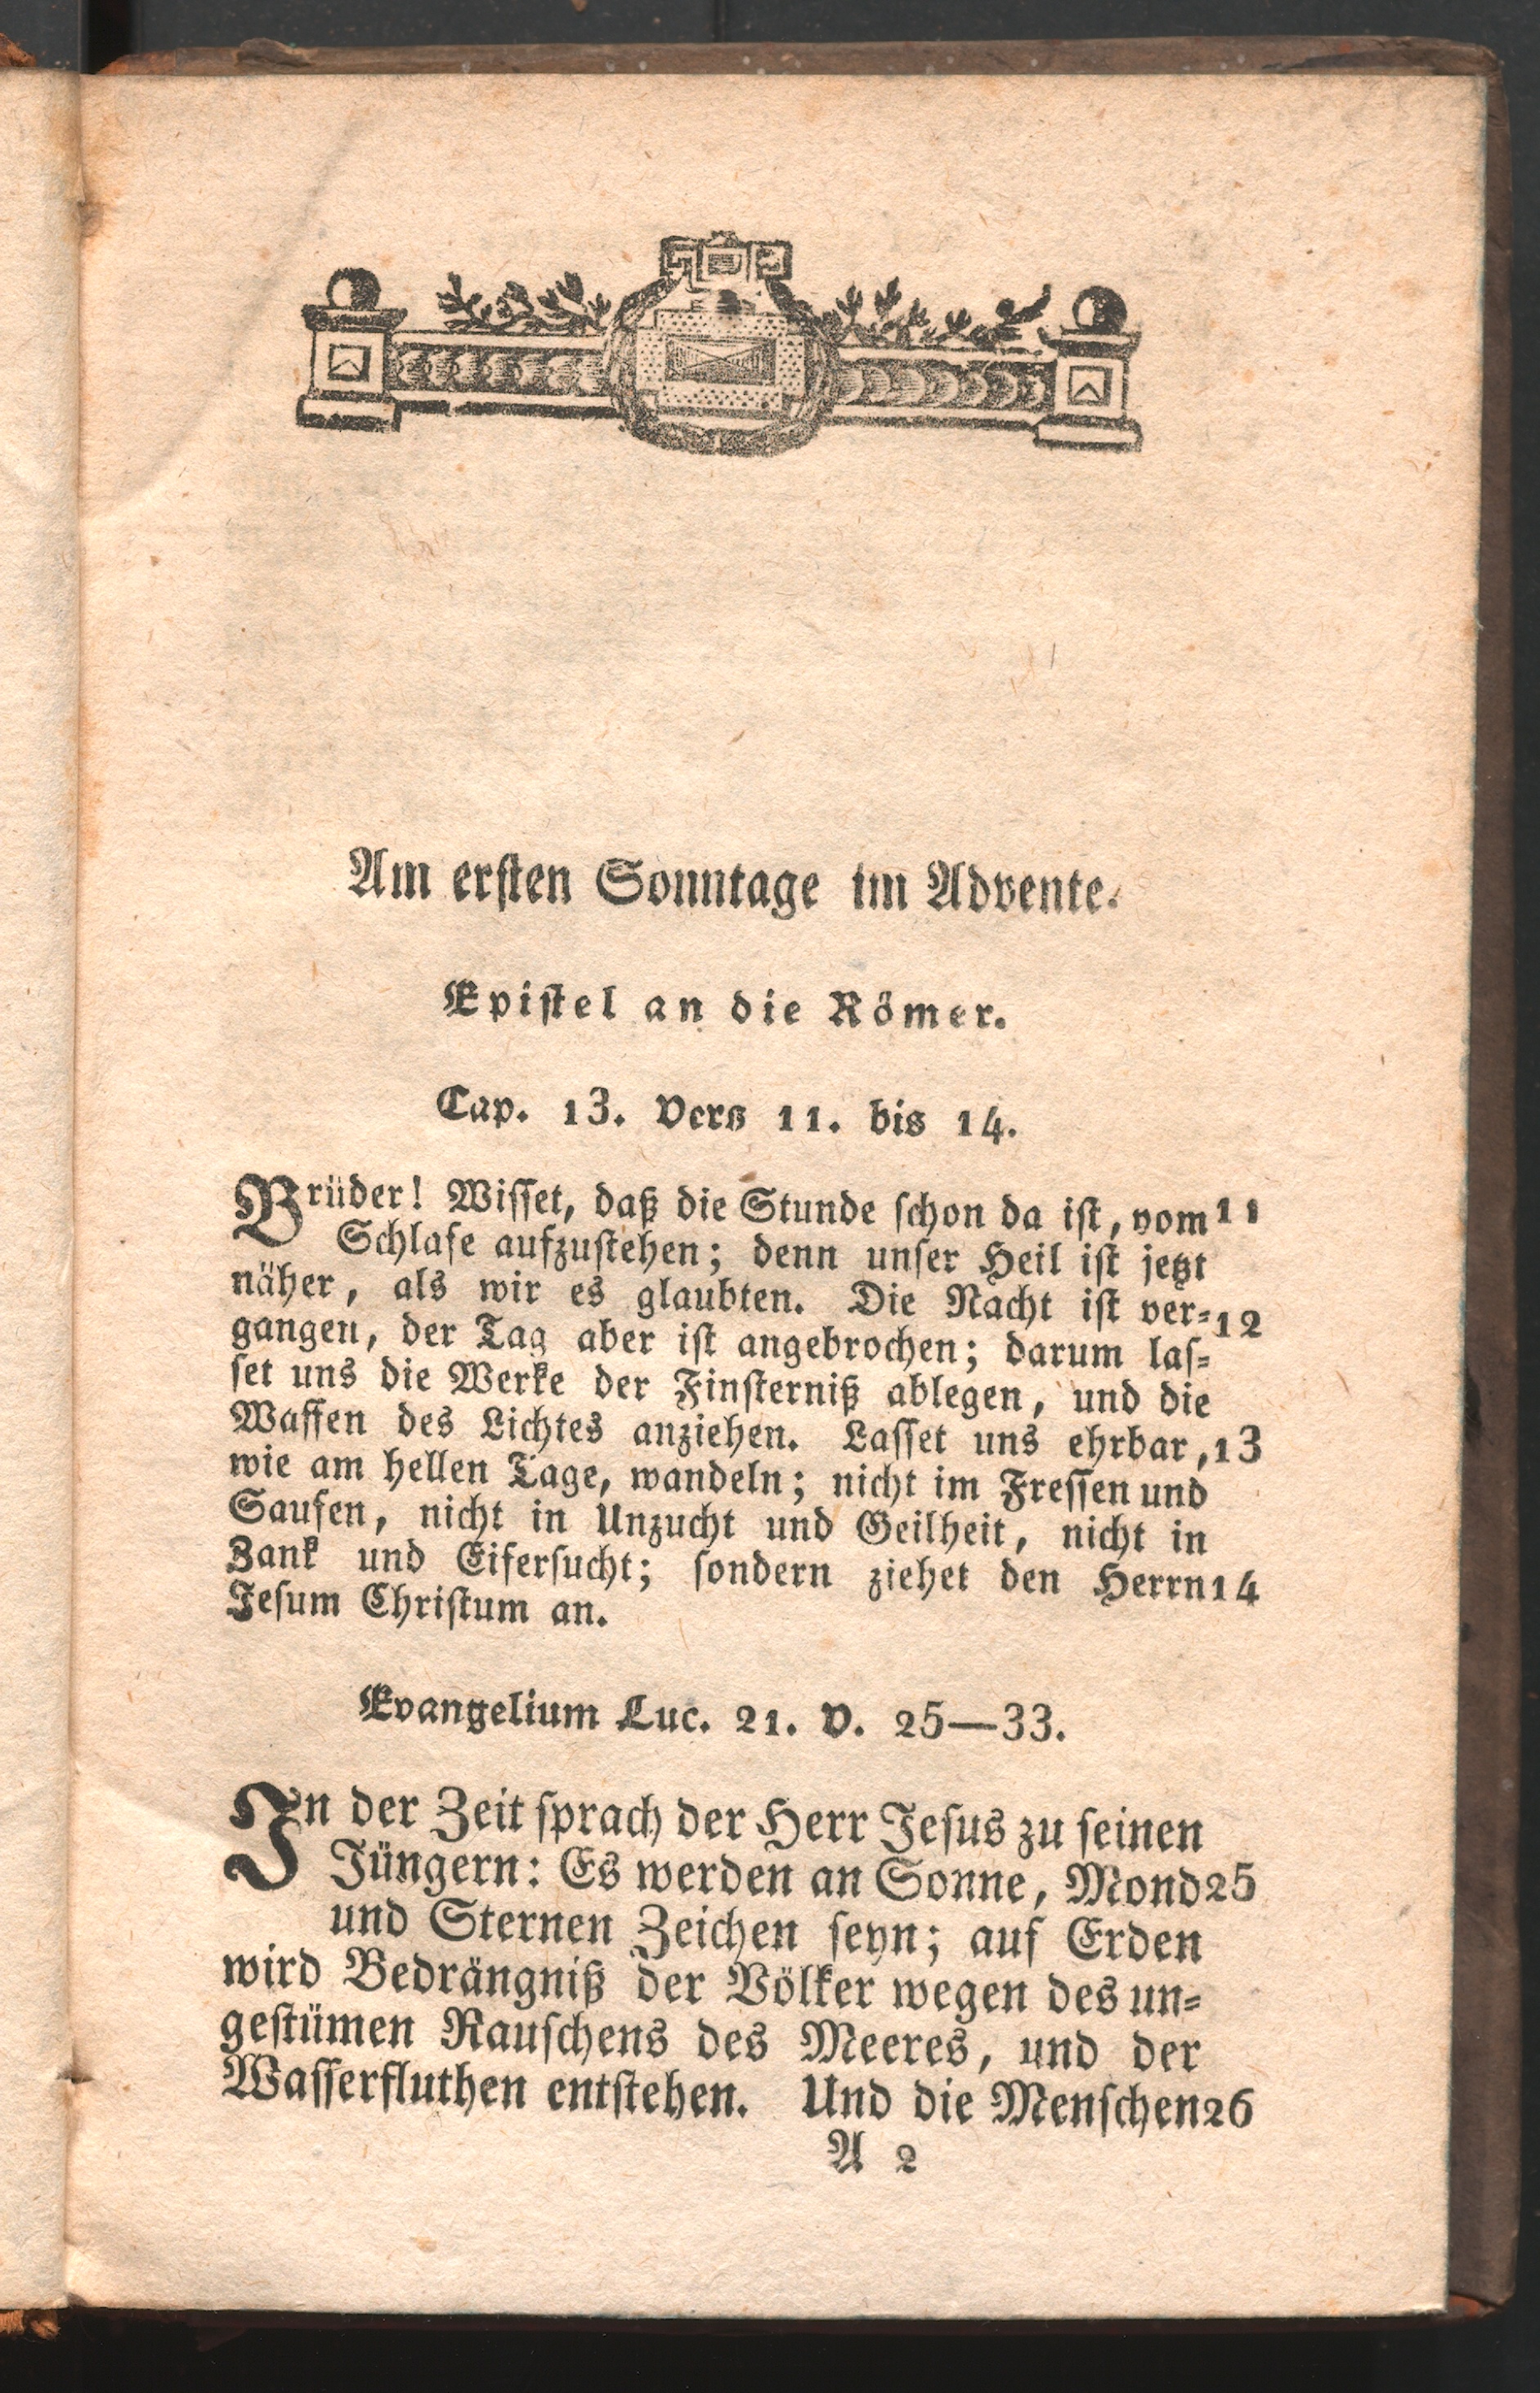 Am ersten Sonntage im Advente.
Epistel an die Römer.
Cap. 13. Verß 11. bis 14.
Brüder! Wisset, daß die Stunde schon da ist, vom 11
Schlafe aufzustehen; denn unser Heil ist jetzt
näher, als wir es glaubten. Die Nacht ist ver= 12
gangen, der Tag aber ist angebrochen; darum las=
set uns die Werke der Finsterniß ablegen, und die
Waffen des Lichtes anziehen. Lasset uns ehrbar, 13
wie am hellen Tage, wandeln; nicht im Fressen und
Saufen, nicht in Unzucht und Geilheit, nicht in
Zank und Eifersucht; sondern ziehet den Herrn 14
Jesum Christum an.
Evangelium Luc. 21. V. 25—33.
In der Zeit sprach der Herr Jesus zu seinen
Jüngern: Es werden an Sonne, Mond 25
und Sternen Zeichen seyn; auf Erden
wird Bedrängniß der Völker wegen des un=
gestümen Rauschens des Meeres, und der
Wasserfluthen entstehen. Und die Menschen 26
A 2